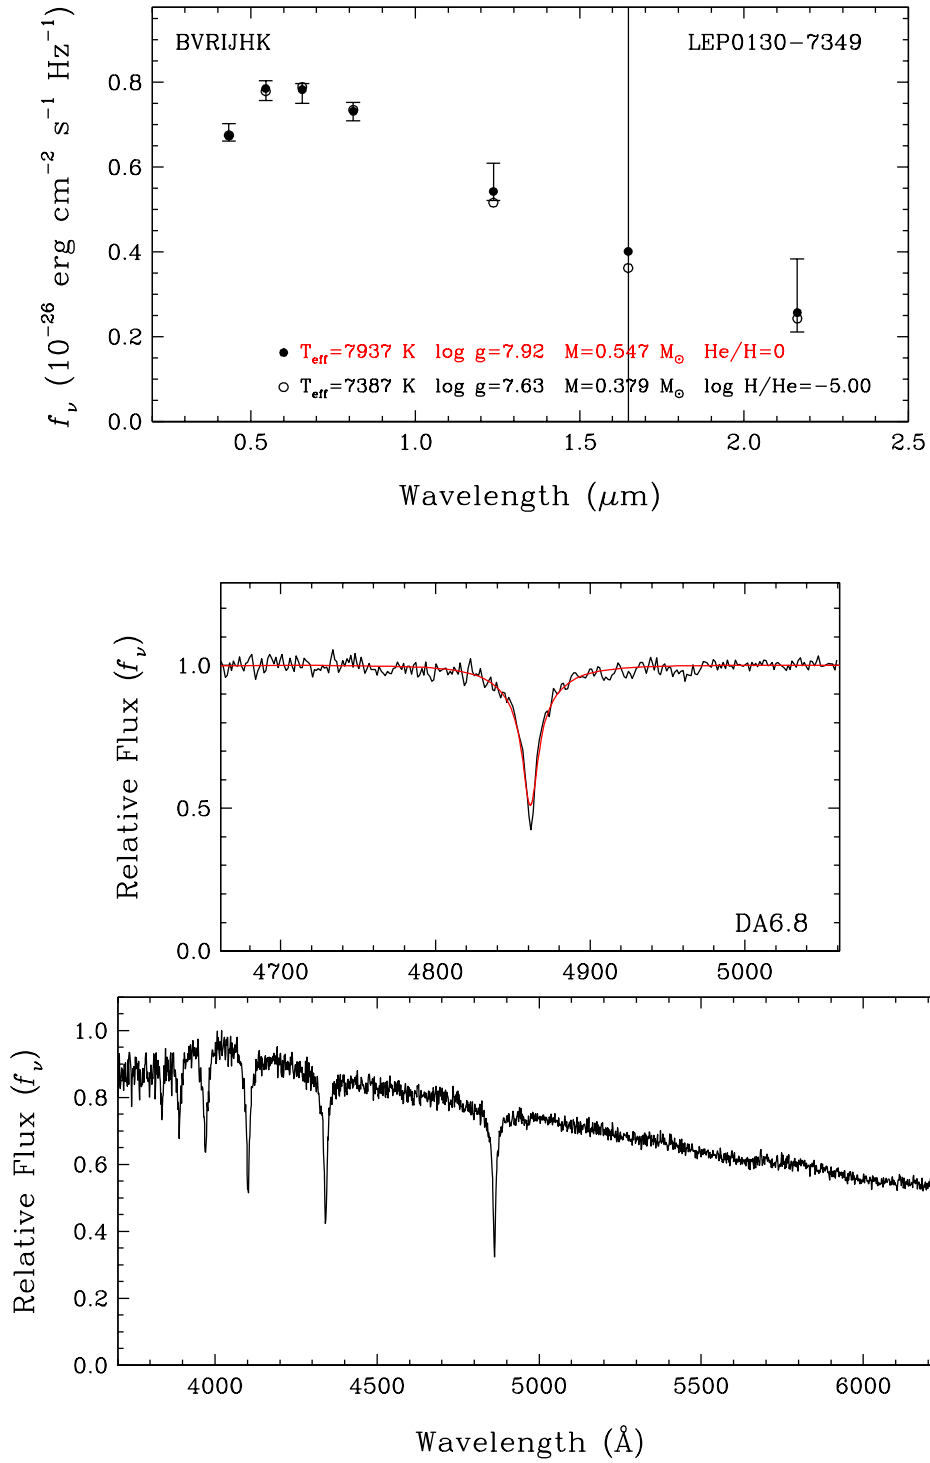 BVRIJHK LEP0130−7349
f_ν (10^−26 erg cm^−2 s^−1 Hz^−1)
0.8
0.6
0.4
0.2
0.0
T_eff=7937 K log g=7.92 M=0.547 M_⊙ He/H=0
T_eff=7387 K log g=7.63 M=0.379 M_⊙ log H/He=−5.00
0.5 1.0 1.5 2.0 2.5
Wavelength (μm)
Relative Flux (f_ν)
1.0
0.5
0.0
DA6.8
4700 4800 4900 5000
Relative Flux (f_ν)
1.0
0.8
0.6
0.4
0.2
0.0
4000 4500 5000 5500 6000
Wavelength (Å)